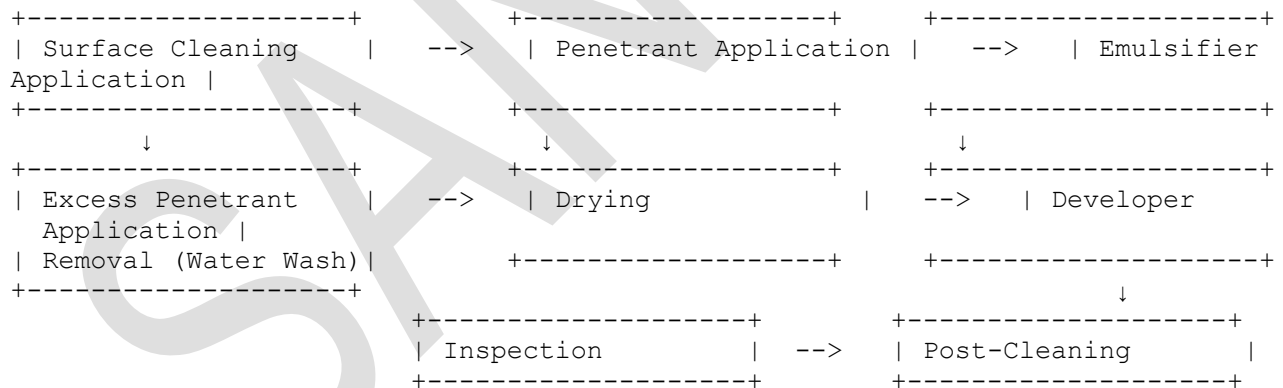 +---------------------+ +-------------------+ +--------------------+
| Surface Cleaning | --> | Penetrant Application | --> | Emulsifier
Application |
+---------------------+ +-------------------+ +--------------------+
↓ ↓ ↓
+---------------------+ +-------------------+ +--------------------+
| Excess Penetrant | --> | Drying | --> | Developer
Application |
| Removal (Water Wash)| +-------------------+ +--------------------+
+---------------------+ ↓
+--------------------+ +--------------------+
| Inspection | --> | Post-Cleaning |
+--------------------+ +--------------------+